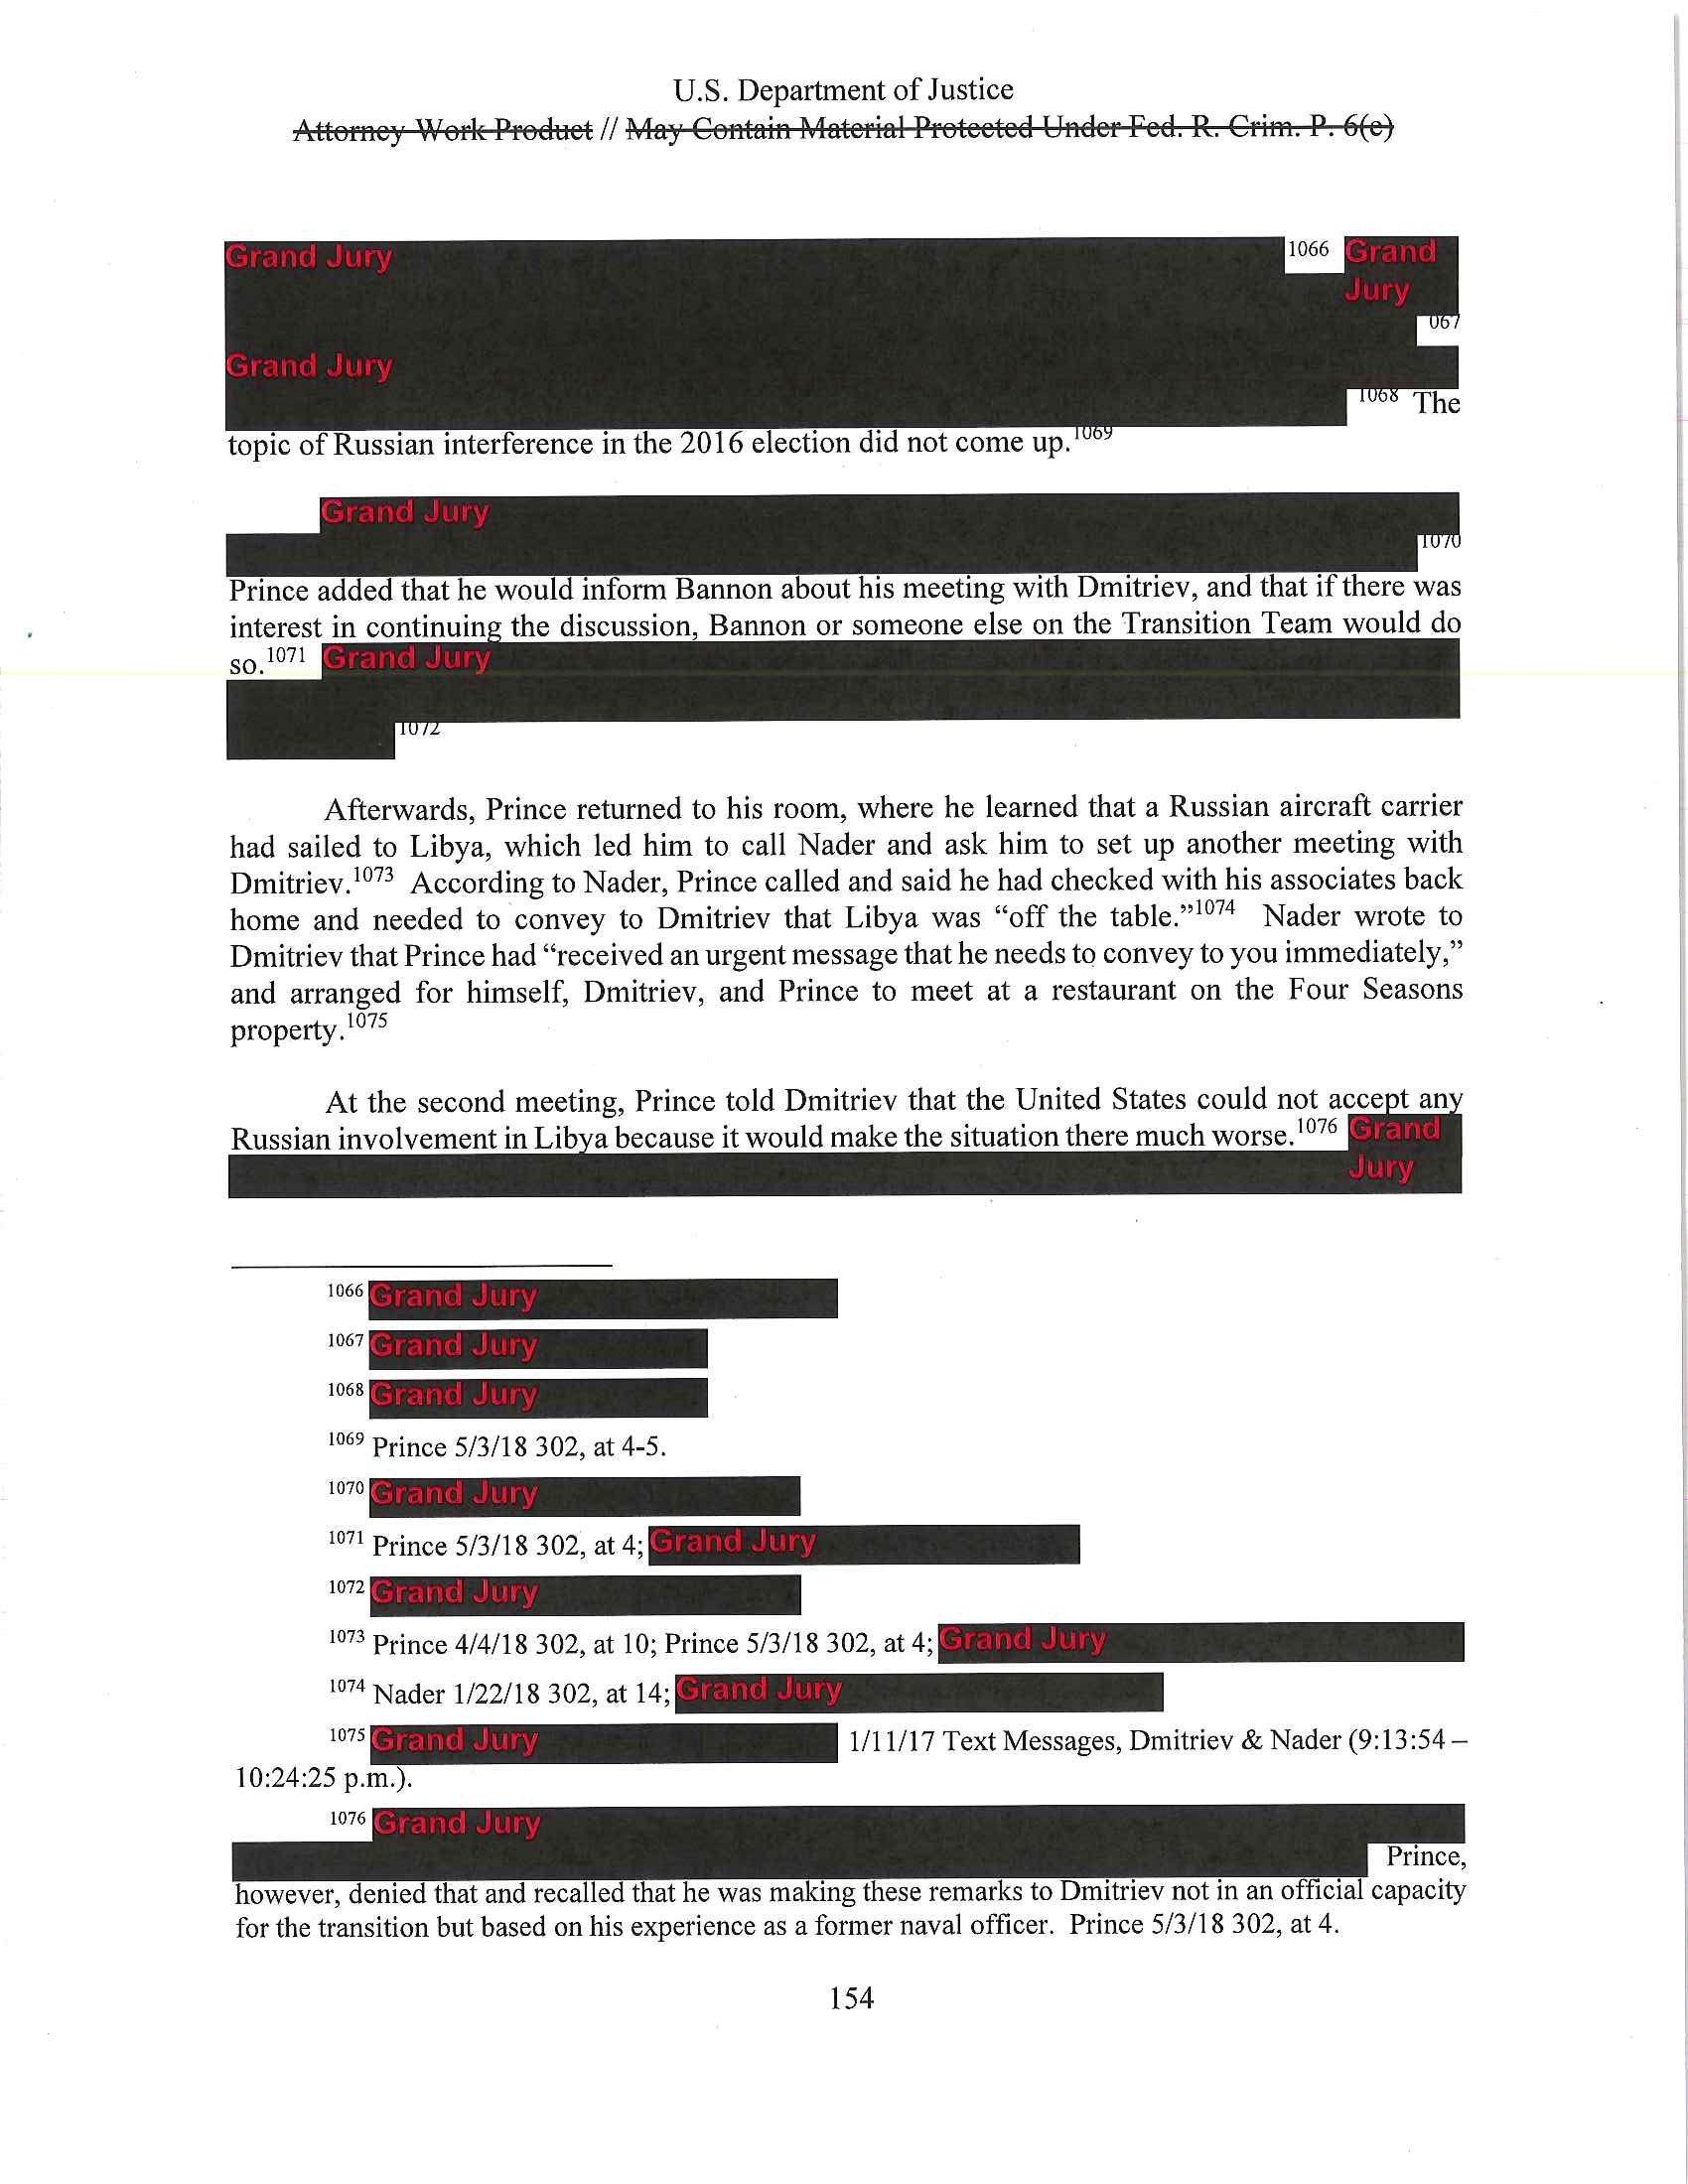 U.S. Department of Justice
Attorney Work Product // May Contain Material Protected Under Fed. R. Crim. P. 6(e)
Grand Jury 1066 Grand
Jury
067
Grand Jury
1068 The
topic of Russian interference in the 2016 election did not come up.1069
Grand Jury
1070
Prince added that he would inform Bannon about his meeting with Dmitriev, and that if there was
interest in continuing the discussion, Bannon or someone else on the Transition Team would do
so.1071 Grand Jury
1072
Afterwards, Prince returned to his room, where he learned that a Russian aircraft carrier
had sailed to Libya, which led him to call Nader and ask him to set up another meeting with
Dmitriev.1073 According to Nader, Prince called and said he had checked with his associates back
home and needed to convey to Dmitriev that Libya was “off the table.”1074 Nader wrote to
Dmitriev that Prince had “received an urgent message that he needs to convey to you immediately,”
and arranged for himself, Dmitriev, and Prince to meet at a restaurant on the Four Seasons
property.1075
At the second meeting, Prince told Dmitriev that the United States could not accept any
Russian involvement in Libya because it would make the situation there much worse.1076 Grand
Jury
1066 Grand Jury
1067 Grand Jury
1068 Grand Jury
1069 Prince 5/3/18 302, at 4-5.
1070 Grand Jury
1071 Prince 5/3/18 302, at 4; Grand Jury
1072 Grand Jury
1073 Prince 4/4/18 302, at 10; Prince 5/3/18 302, at 4; Grand Jury
1074 Nader 1/22/18 302, at 14; Grand Jury
1075 Grand Jury 1/11/17 Text Messages, Dmitriev & Nader (9:13:54 –
10:24:25 p.m.).
1076 Grand Jury
Prince,
however, denied that and recalled that he was making these remarks to Dmitriev not in an official capacity
for the transition but based on his experience as a former naval officer. Prince 5/3/18 302, at 4.
154